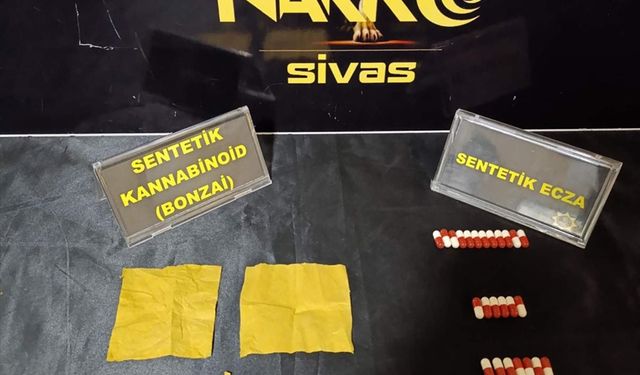 sivas
SENTETİK
KANNABİNOİD
(BONZAİ)
SENTETİK ECZA